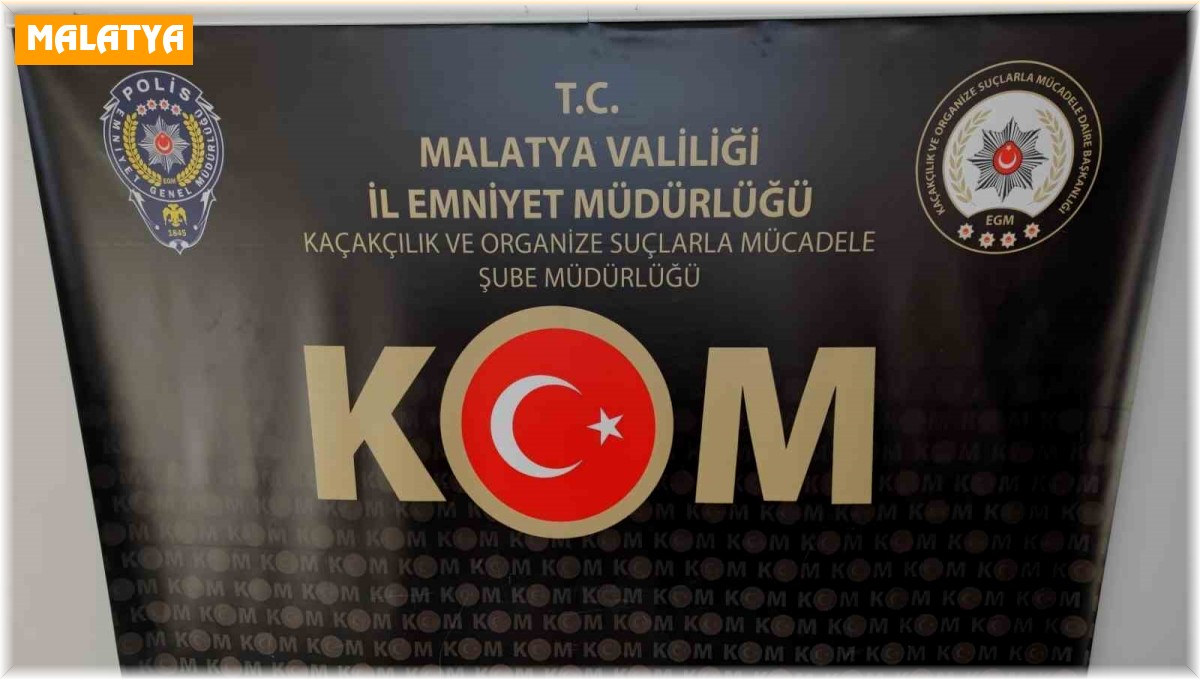 MALATYA
POLİS
EMNİYET GENEL MÜDÜRLÜĞÜ
EGM
1845
T.C.
MALATYA VALİLİĞİ
İL EMNİYET MÜDÜRLÜĞÜ
KAÇAKÇILIK VE ORGANİZE SUÇLARLA MÜCADELE
ŞUBE MÜDÜRLÜĞÜ
KAÇAKÇILIK VE ORGANİZE SUÇLARLA MÜCADELE DAİRE BAŞKANLIĞI
EGM
KOM